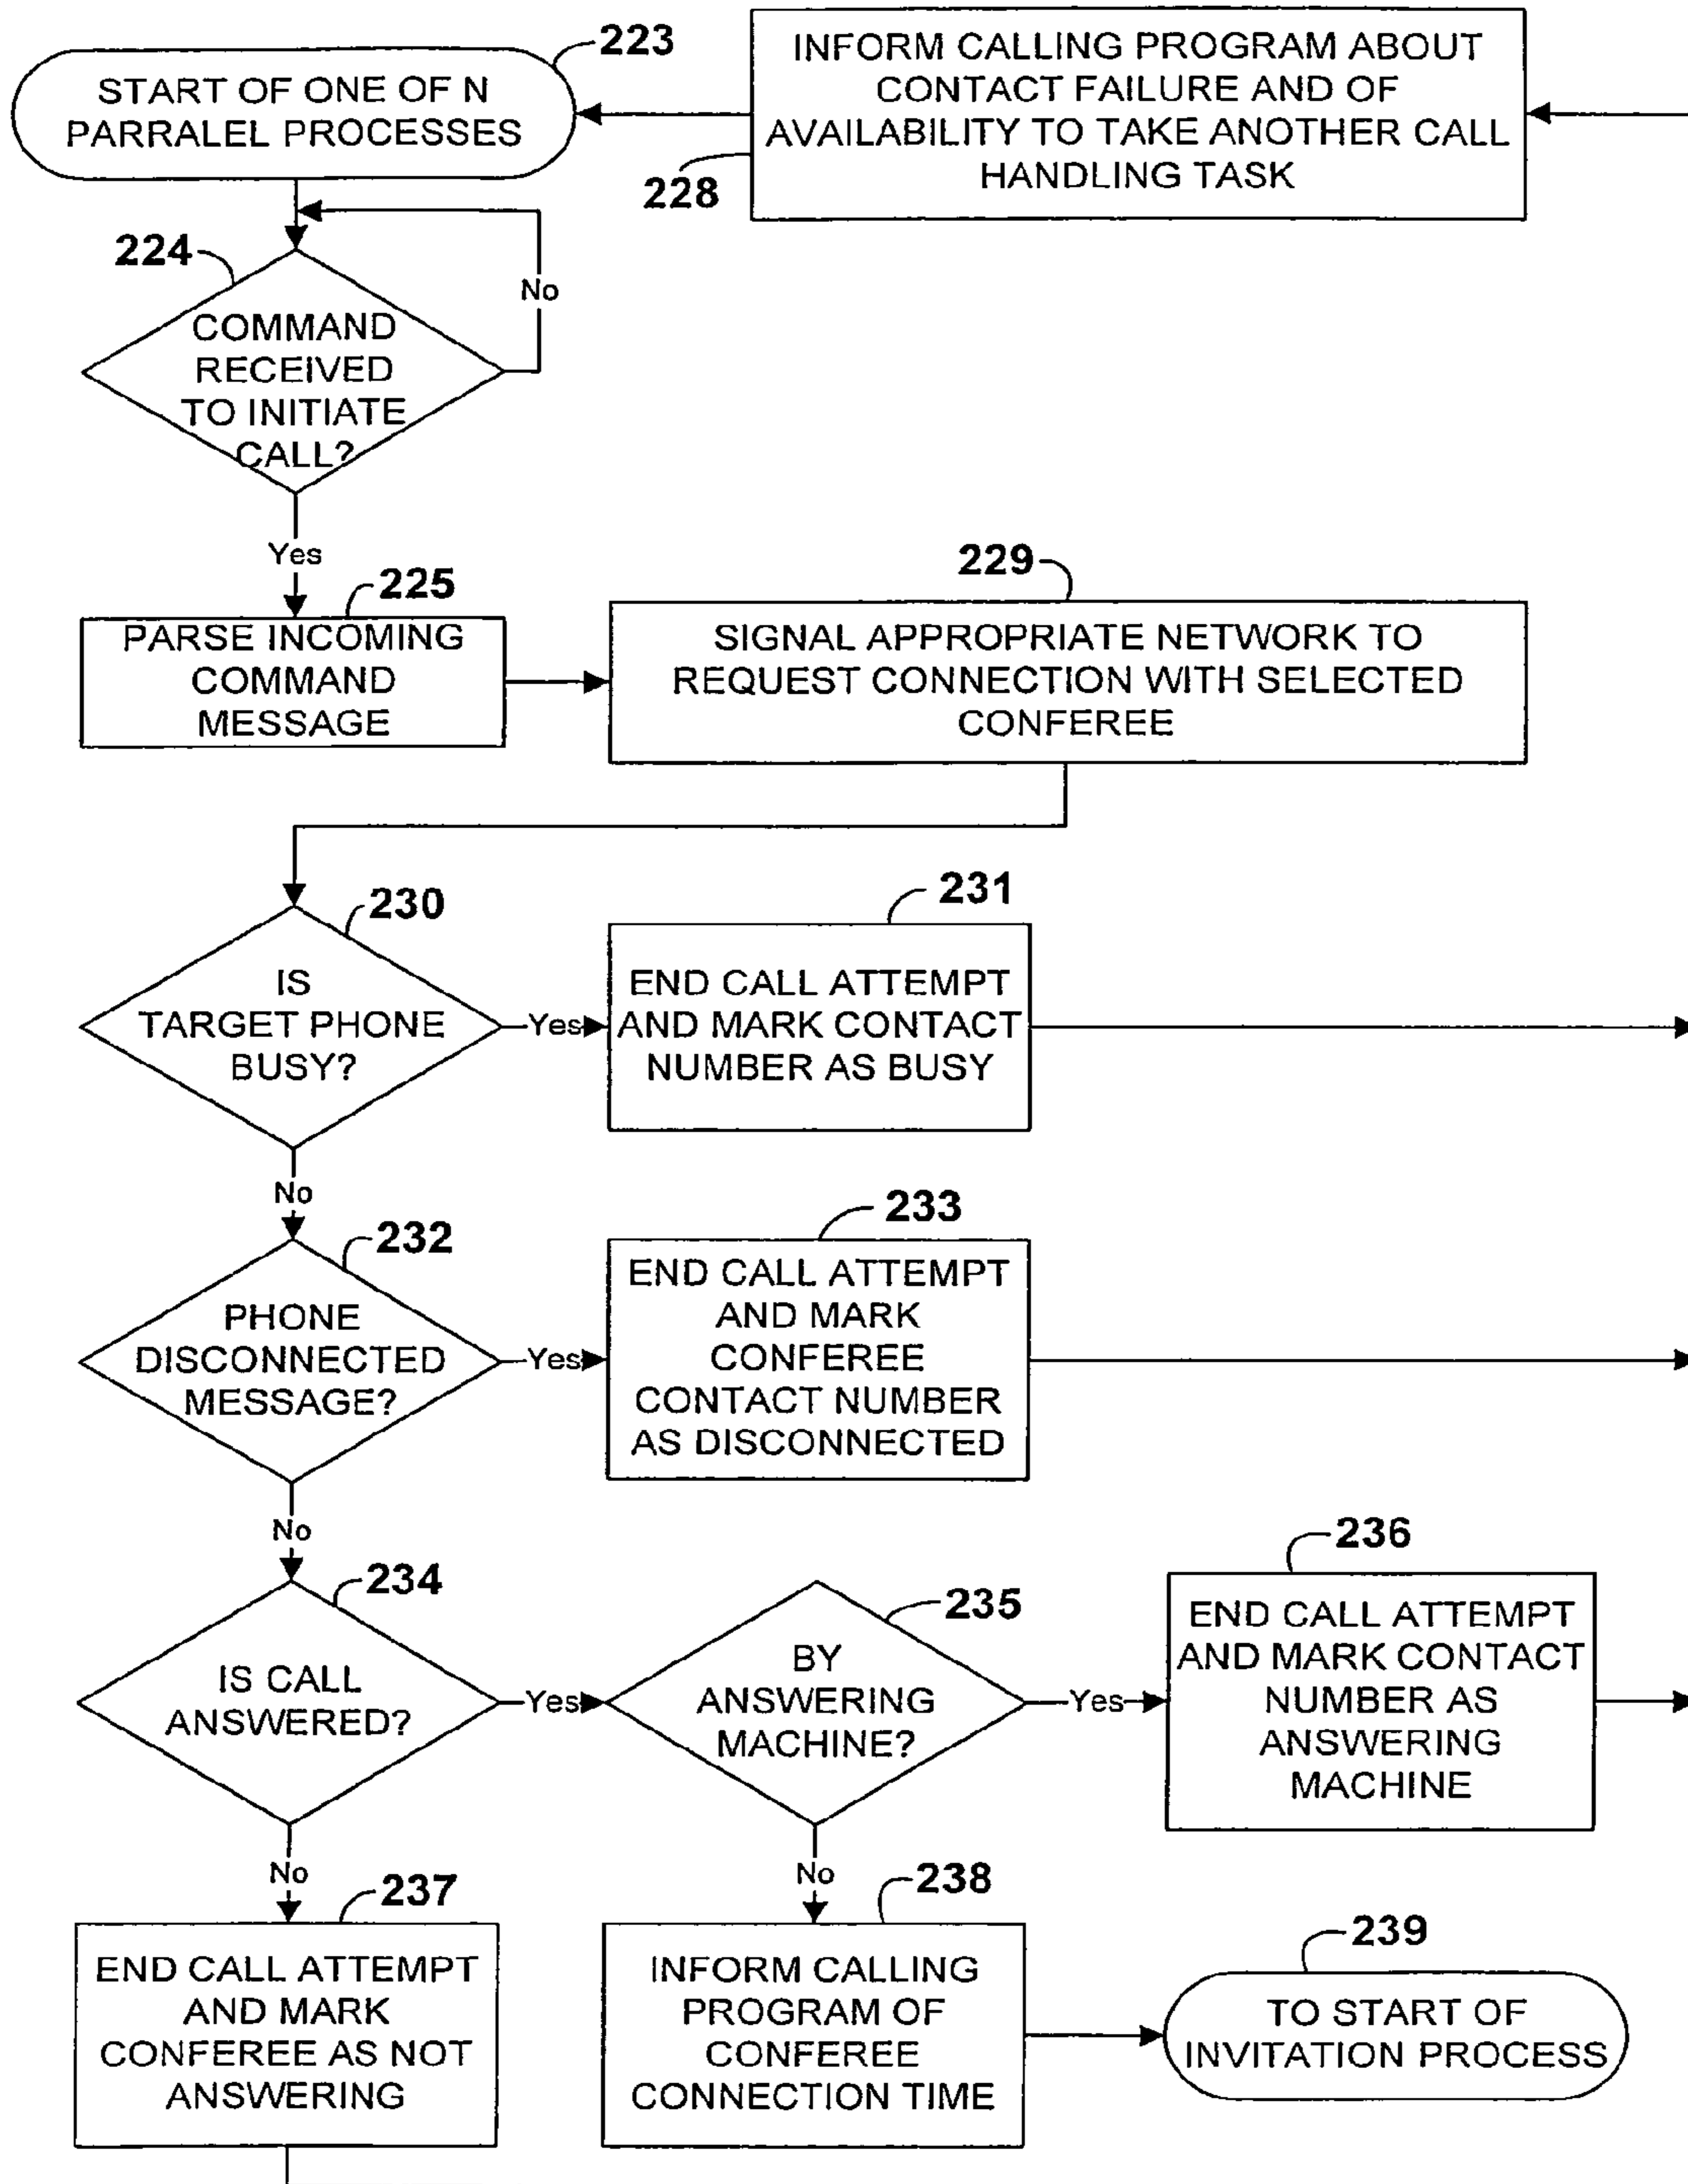 223
START OF ONE OF N
PARRALEL PROCESSES
INFORM CALLING PROGRAM ABOUT
CONTACT FAILURE AND OF
AVAILABILITY TO TAKE ANOTHER CALL
HANDLING TASK
228
224
COMMAND
RECEIVED
TO INITIATE
CALL?
No
Yes
225
PARSE INCOMING
COMMAND
MESSAGE
229
SIGNAL APPROPRIATE NETWORK TO
REQUEST CONNECTION WITH SELECTED
CONFEREE
230
IS
TARGET PHONE
BUSY?
Yes
231
END CALL ATTEMPT
AND MARK CONTACT
NUMBER AS BUSY
No
232
PHONE
DISCONNECTED
MESSAGE?
Yes
233
END CALL ATTEMPT
AND MARK
CONFEREE
CONTACT NUMBER
AS DISCONNECTED
No
234
IS CALL
ANSWERED?
Yes
235
BY
ANSWERING
MACHINE?
Yes
236
END CALL ATTEMPT
AND MARK CONTACT
NUMBER AS
ANSWERING
MACHINE
No
237
END CALL ATTEMPT
AND MARK
CONFEREE AS NOT
ANSWERING
No
238
INFORM CALLING
PROGRAM OF
CONFEREE
CONNECTION TIME
239
TO START OF
INVITATION PROCESS